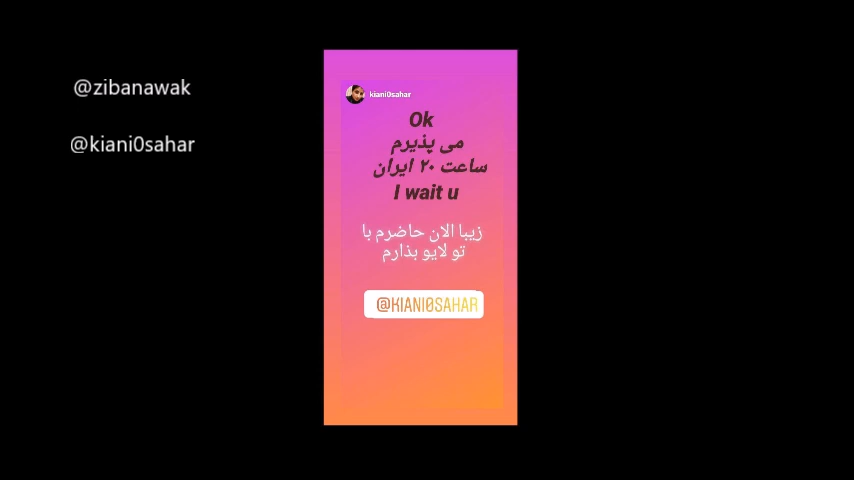 @zibanawak
@kiani0sahar
kiani0sahar
Ok
می پذیرم
ساعت ۲۰ ایران
I wait u
زیبا الان حاضرم با
تو لایو بذارم
@KIANI0SAHAR